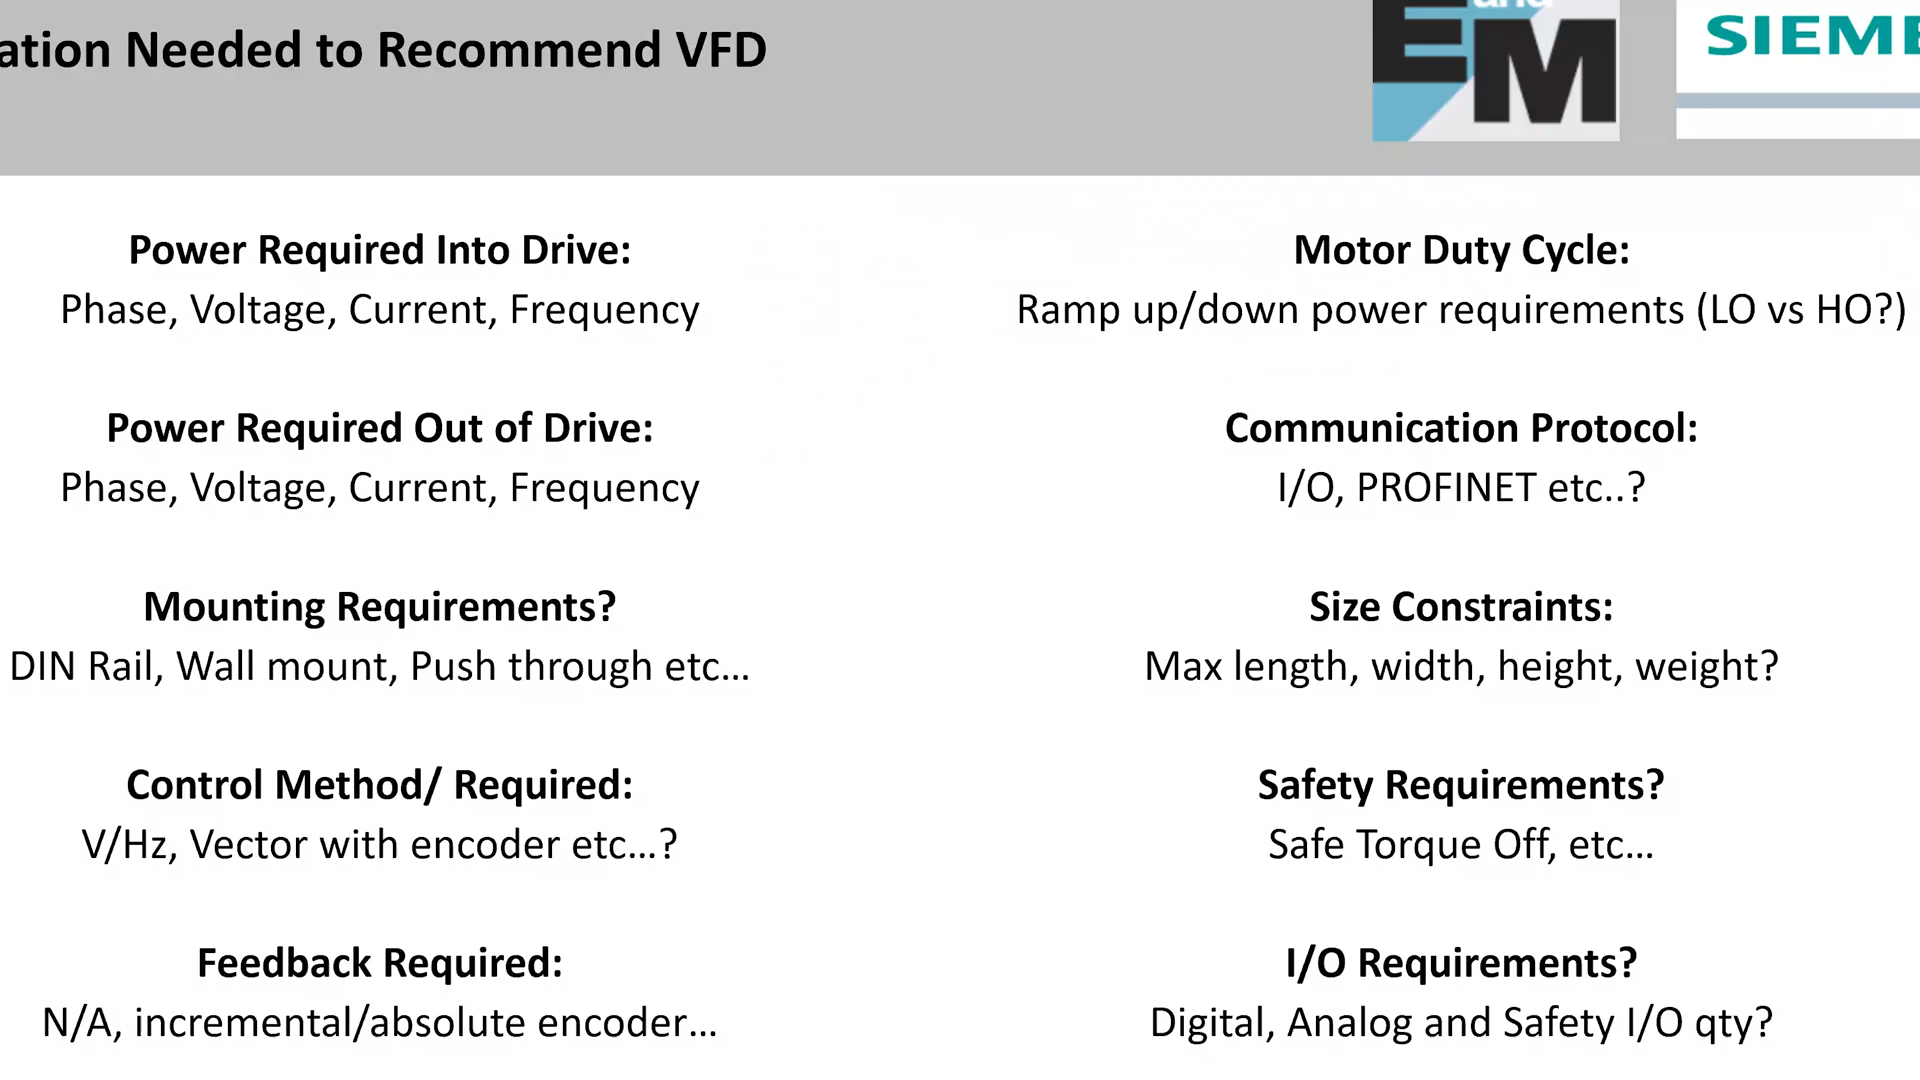 ation Needed to Recommend VFD
and
E
M
SIEME
Power Required Into Drive:
Phase, Voltage, Current, Frequency
Power Required Out of Drive:
Phase, Voltage, Current, Frequency
Mounting Requirements?
DIN Rail, Wall mount, Push through etc...
Control Method/ Required:
V/Hz, Vector with encoder etc...?
Feedback Required:
N/A, incremental/absolute encoder...
Motor Duty Cycle:
Ramp up/down power requirements (LO vs HO?)
Communication Protocol:
I/O, PROFINET etc..?
Size Constraints:
Max length, width, height, weight?
Safety Requirements?
Safe Torque Off, etc...
I/O Requirements?
Digital, Analog and Safety I/O qty?